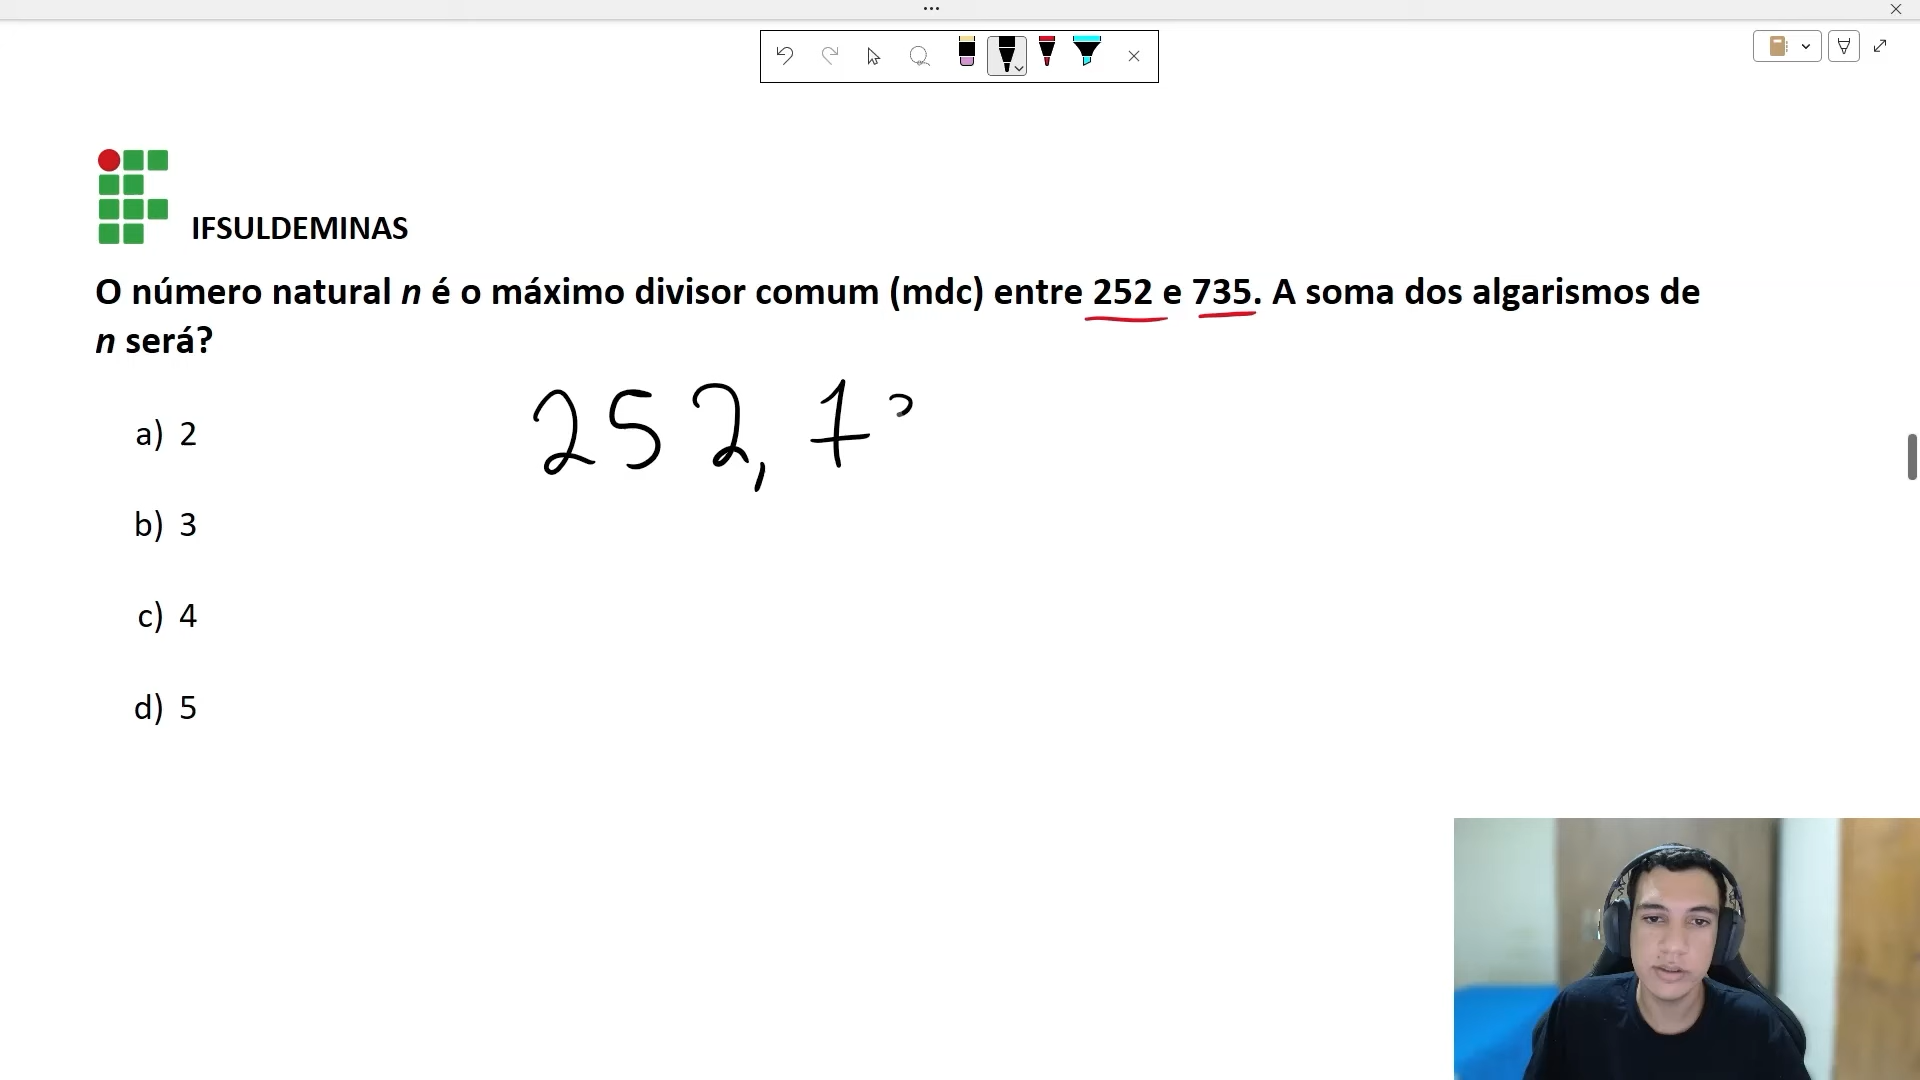 IFSULDEMINAS
O número natural n é o máximo divisor comum (mdc) entre 252 e 735. A soma dos algarismos de
n será?
252, 7
a) 2
b) 3
c) 4
d) 5